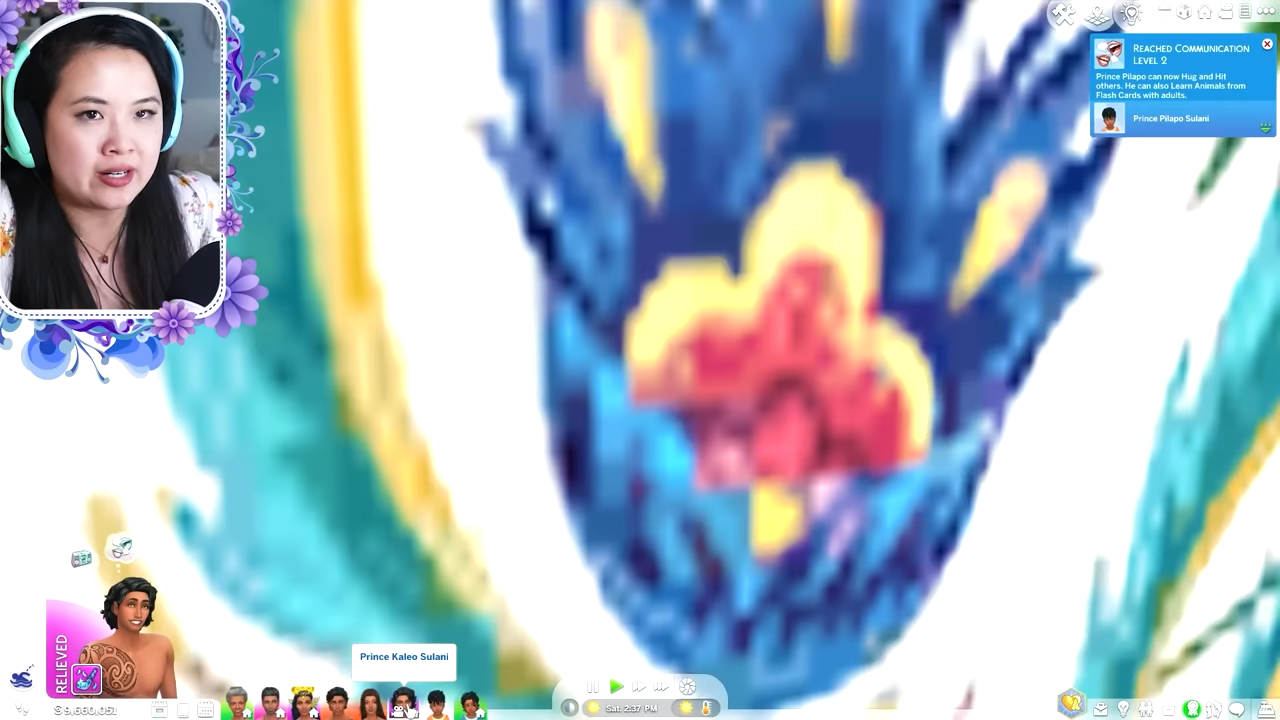 REACHED COMMUNICATION
LEVEL 2
Prince Pilapo can now Hug and Hit
others. He can also Learn Animals from
Flash Cards with adults.
Prince Pilapo Sulani
Prince Kaleo Sulani
RELIEVED
§9,660,051
Sat. 2:37 PM